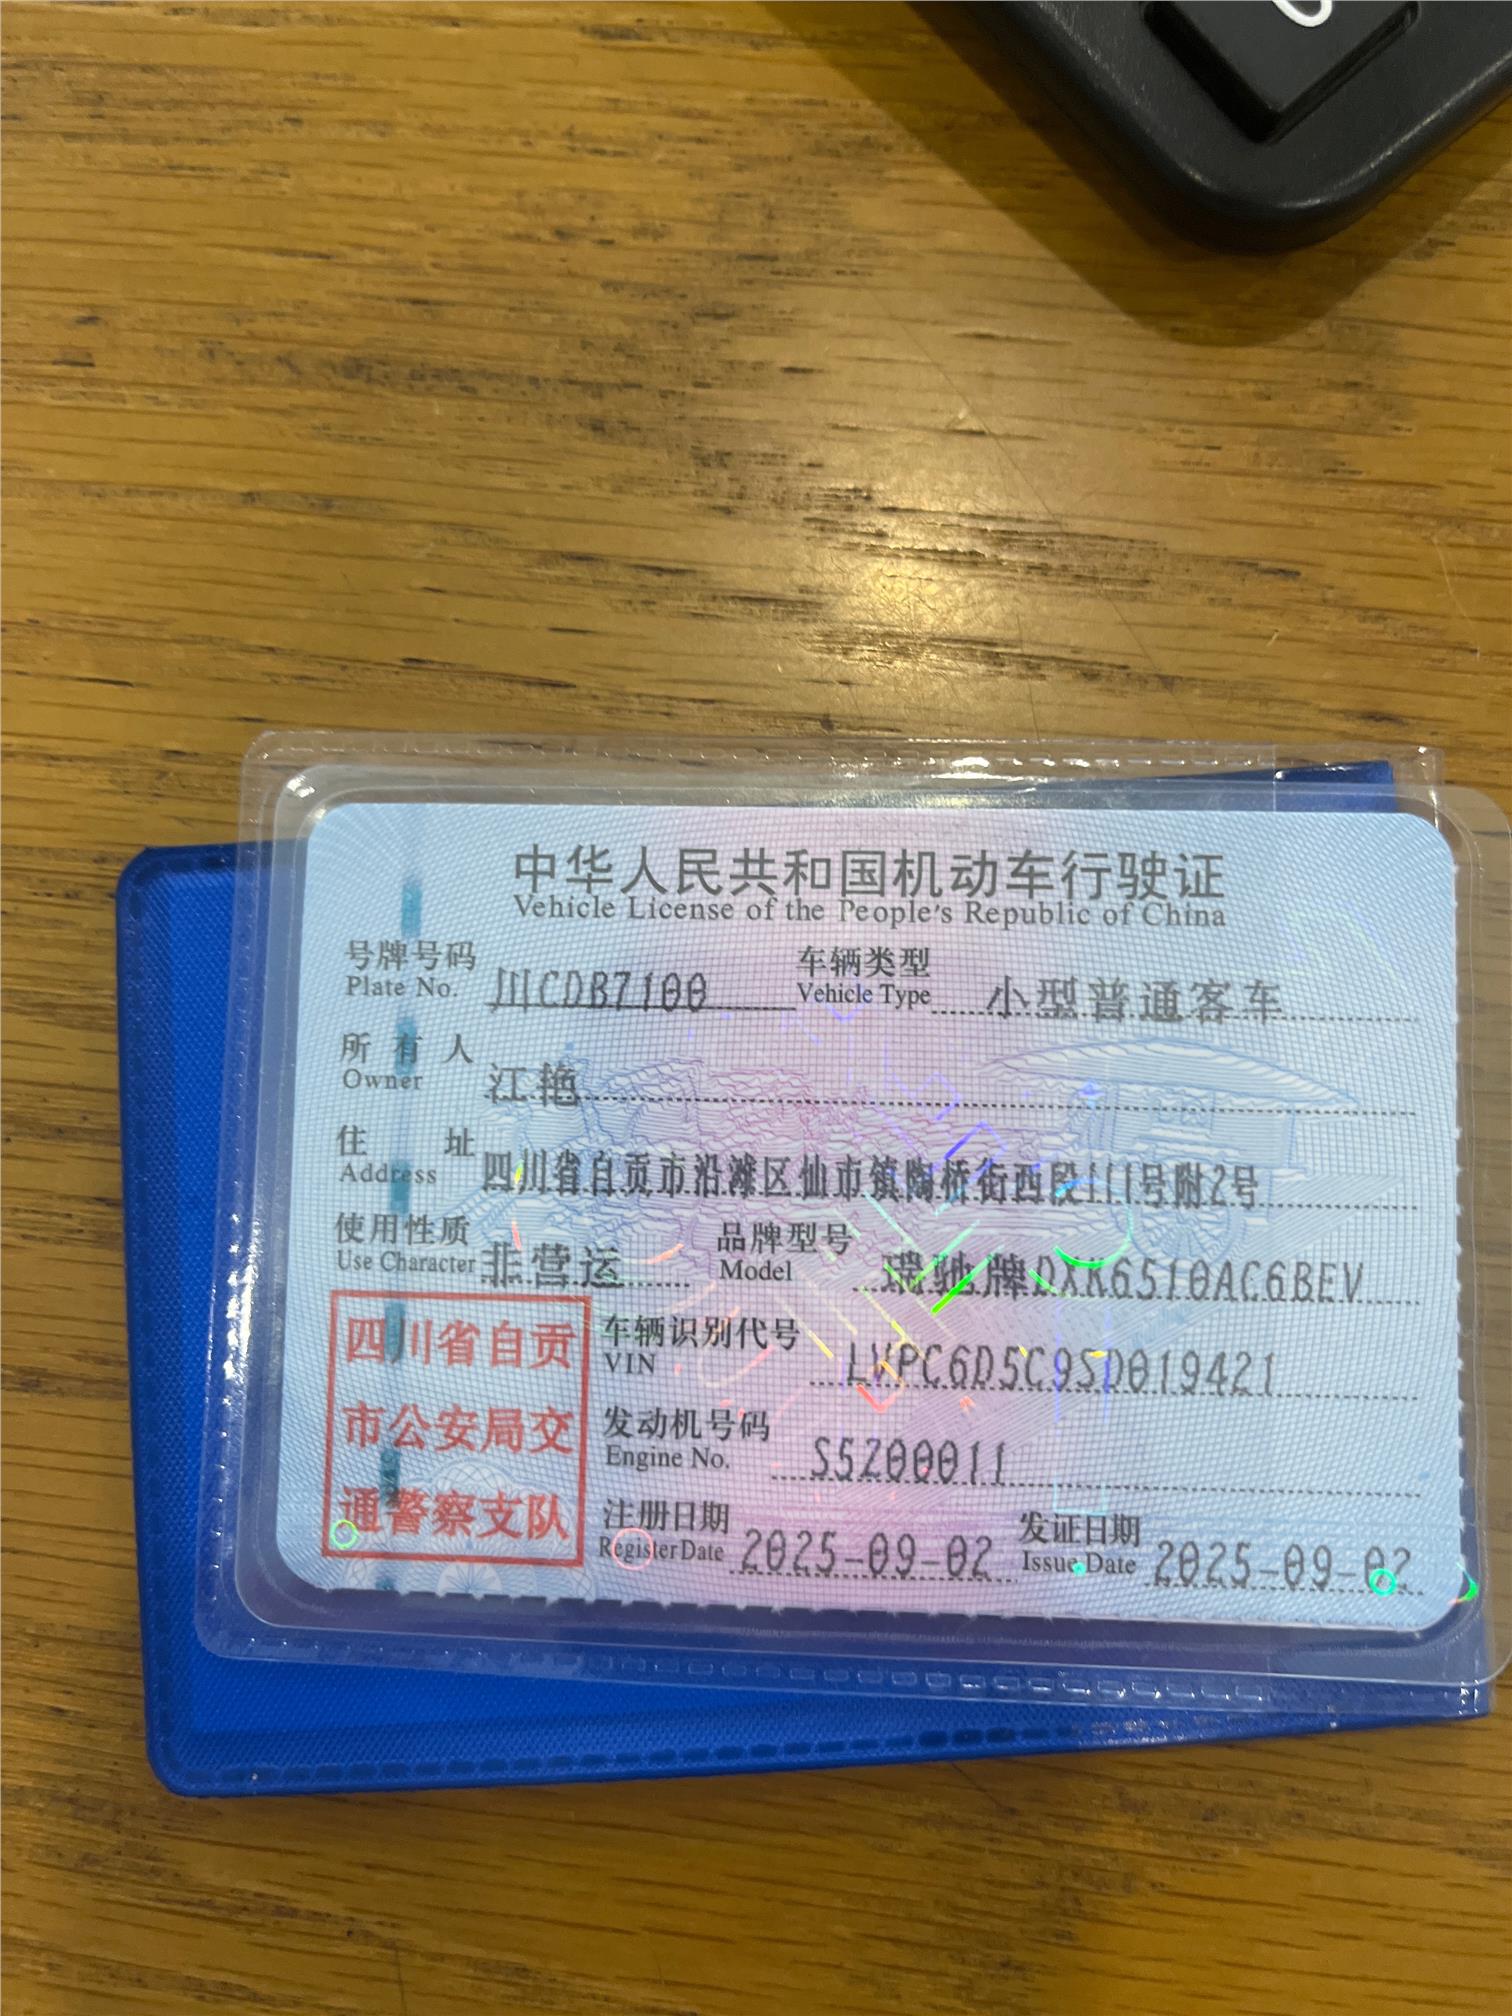 中华人民共和国机动车行驶证
Vehicle License of the People's Republic of China
号牌号码 川CDB7100 车辆类型 小型普通客车
Plate No. Vehicle Type
所有人 江艳
Owner
住址 四川省自贡市沿滩区仙市镇陶桥街西段111号附2号
Address
使用性质 非营运 品牌型号 瑞驰牌DXK6510AC6BEV
Use Character Model
四川省自贡
市公安局交
通警察支队
车辆识别代号 LVPC6D5C9SD019421
VIN
发动机号码 S5Z00011
Engine No.
注册日期 2025-09-02 发证日期 2025-09-02
Register Date Issue Date